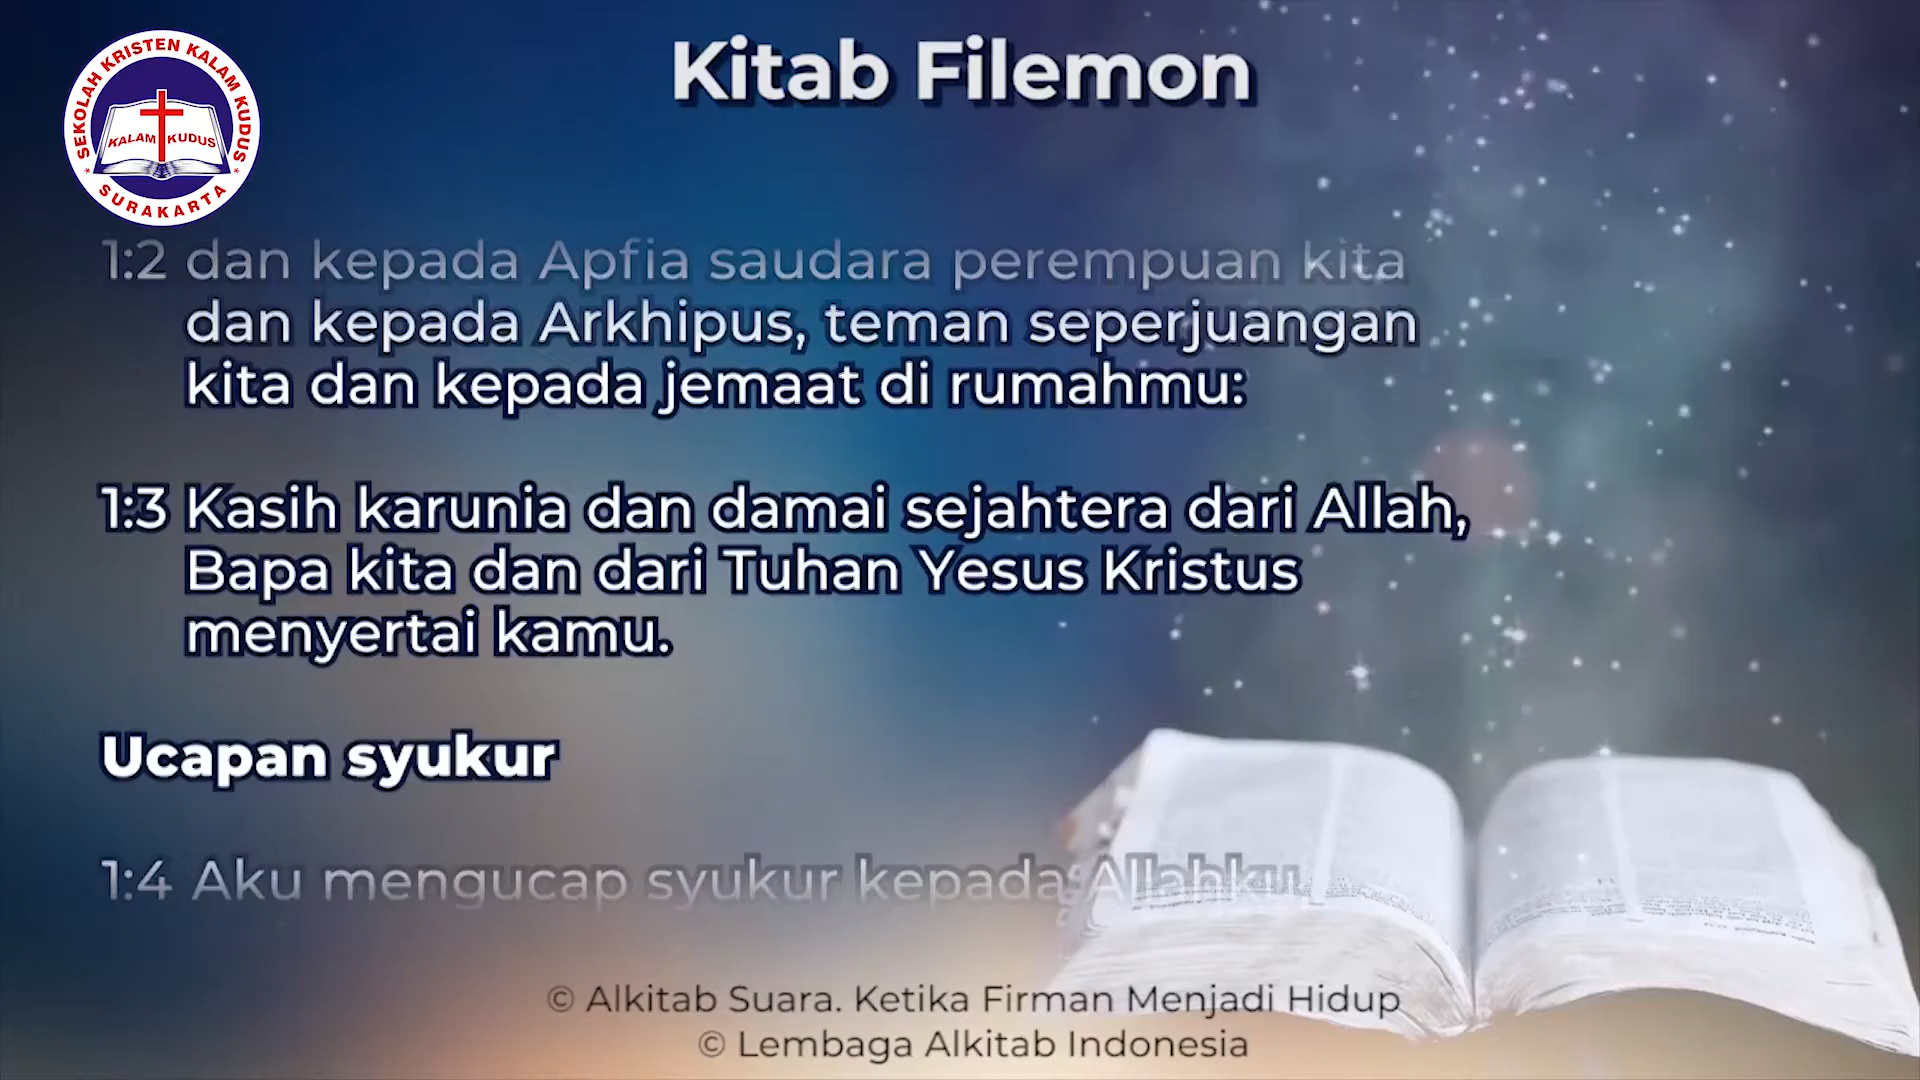 Kitab Filemon
SEKOLAH KRISTEN KALAM KUDUS
KALAM KUDUS
* SURAKARTA *
1:2 dan kepada Apfia saudara perempuan kita
dan kepada Arkhipus, teman seperjuangan
kita dan kepada jemaat di rumahmu:
1:3 Kasih karunia dan damai sejahtera dari Allah,
Bapa kita dan dari Tuhan Yesus Kristus
menyertai kamu.
Ucapan syukur
1:4 Aku mengucap syukur kepada Allahku,
© Alkitab Suara. Ketika Firman Menjadi Hidup
© Lembaga Alkitab Indonesia